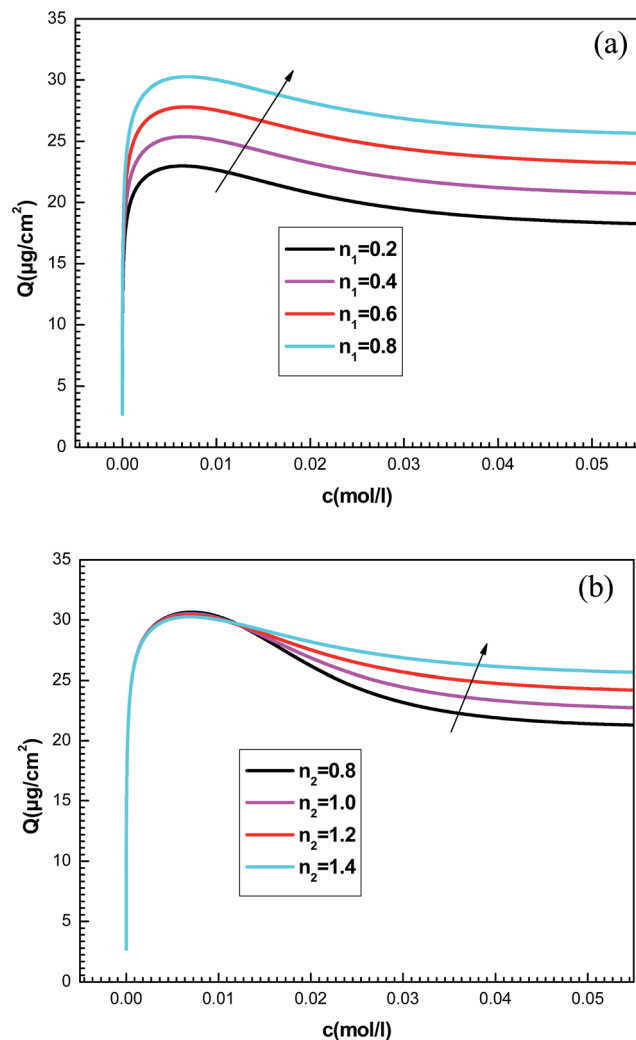 (a)
35
30
25
20
15
10
5
0
Q(µg/cm²)
n₁=0.2
n₁=0.4
n₁=0.6
n₁=0.8
0.00 0.01 0.02 0.03 0.04 0.05
c(mol/l)
(b)
35
30
25
20
15
10
5
0
Q(µg/cm²)
n₂=0.8
n₂=1.0
n₂=1.2
n₂=1.4
0.00 0.01 0.02 0.03 0.04 0.05
c(mol/l)